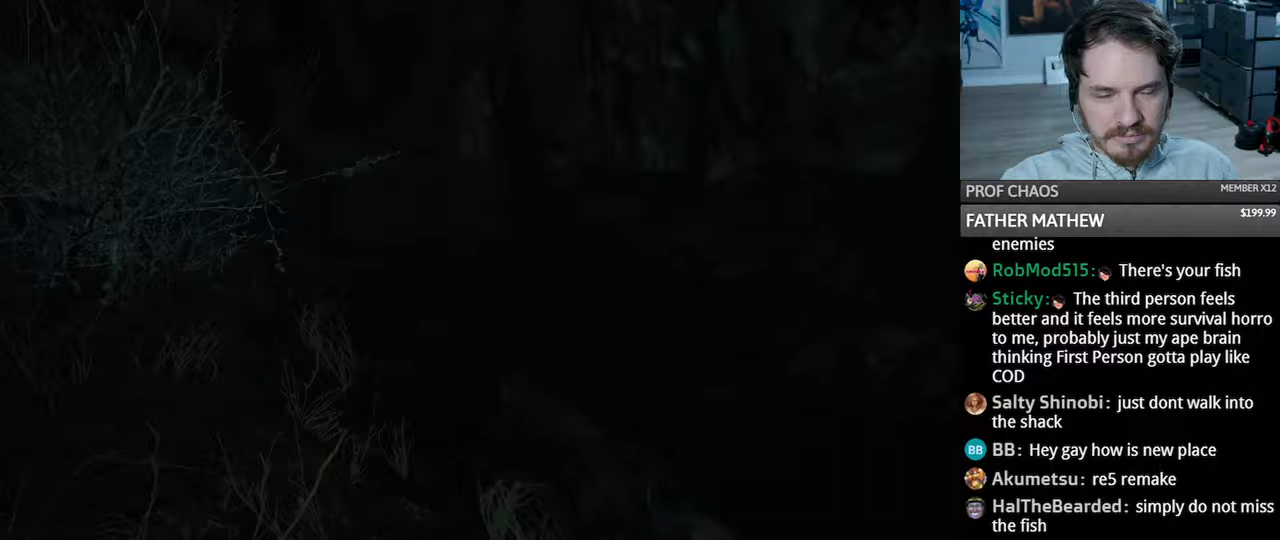 PROF CHAOS
MEMBER X12
FATHER MATHEW
$199.99
enemies
RobMod515: There's your fish
Sticky: The third person feels
better and it feels more survival horro
to me, probably just my ape brain
thinking First Person gotta play like
COD
Salty Shinobi: just dont walk into
the shack
BB BB: Hey gay how is new place
Akumetsu: re5 remake
HalTheBearded: simply do not miss
the fish